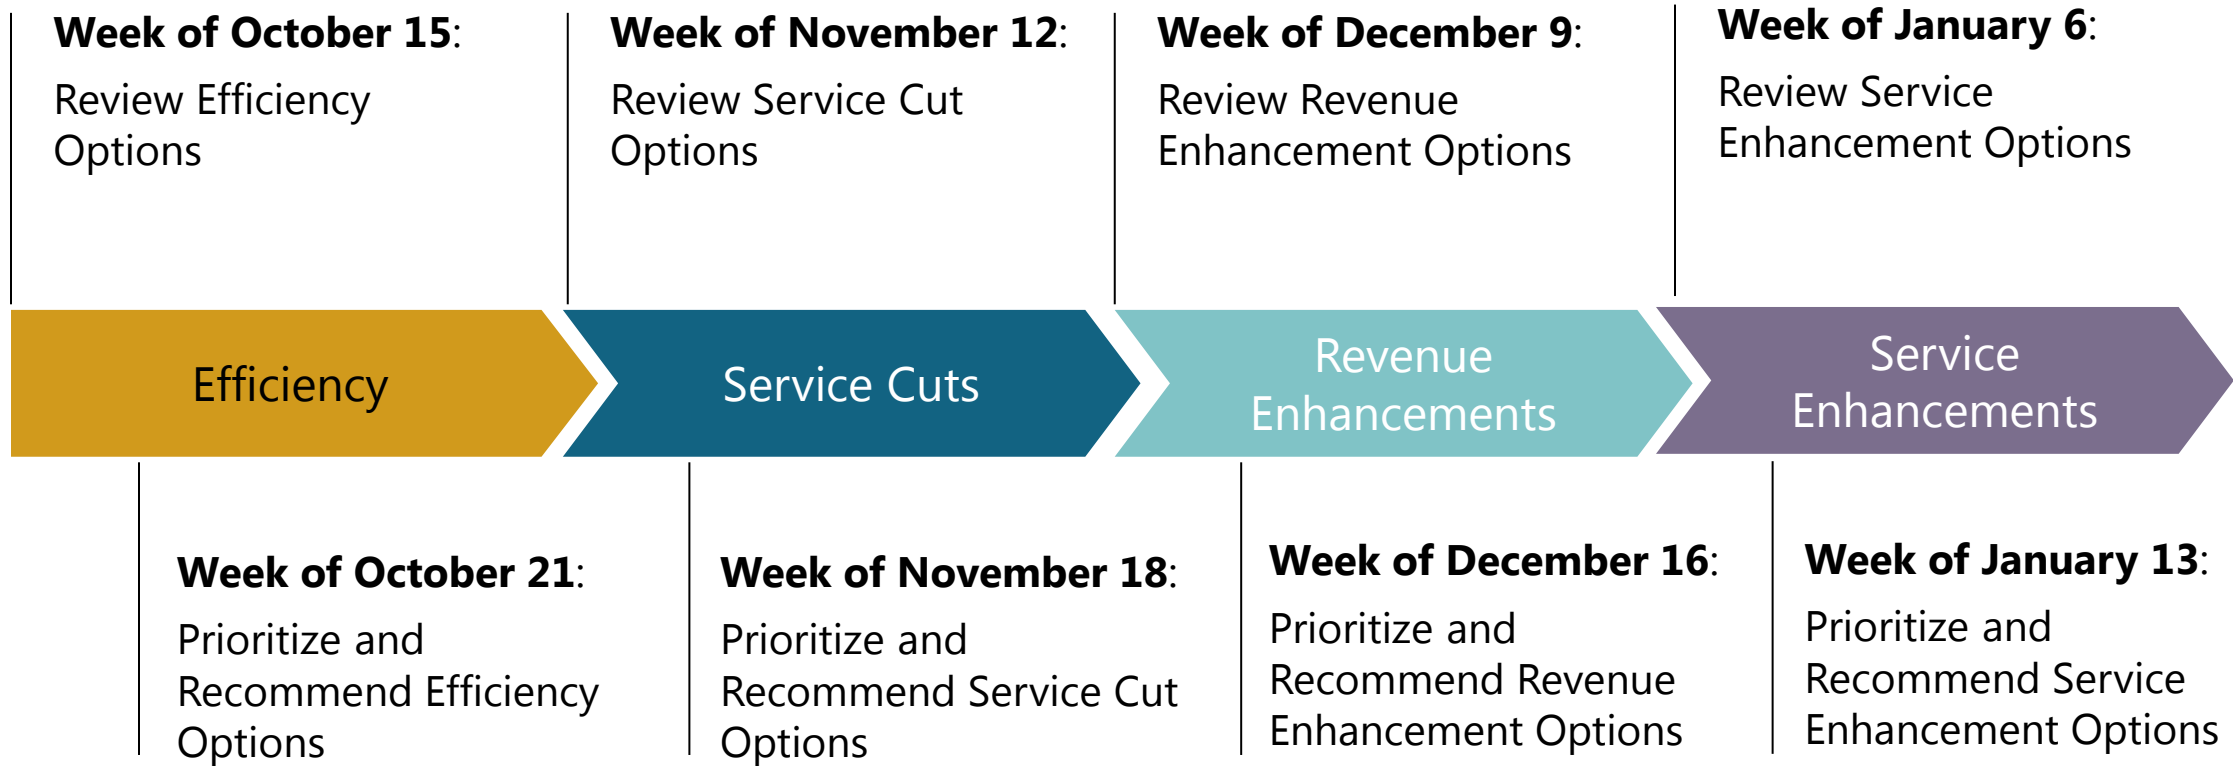 Week of October 15:
Review Efficiency
Options
Week of November 12:
Review Service Cut
Options
Week of December 9:
Review Revenue
Enhancement Options
Week of January 6:
Review Service
Enhancement Options
Efficiency
Service Cuts
Revenue
Enhancements
Service
Enhancements
Week of October 21:
Prioritize and
Recommend Efficiency
Options
Week of November 18:
Prioritize and
Recommend Service Cut
Options
Week of December 16:
Prioritize and
Recommend Revenue
Enhancement Options
Week of January 13:
Prioritize and
Recommend Service
Enhancement Options